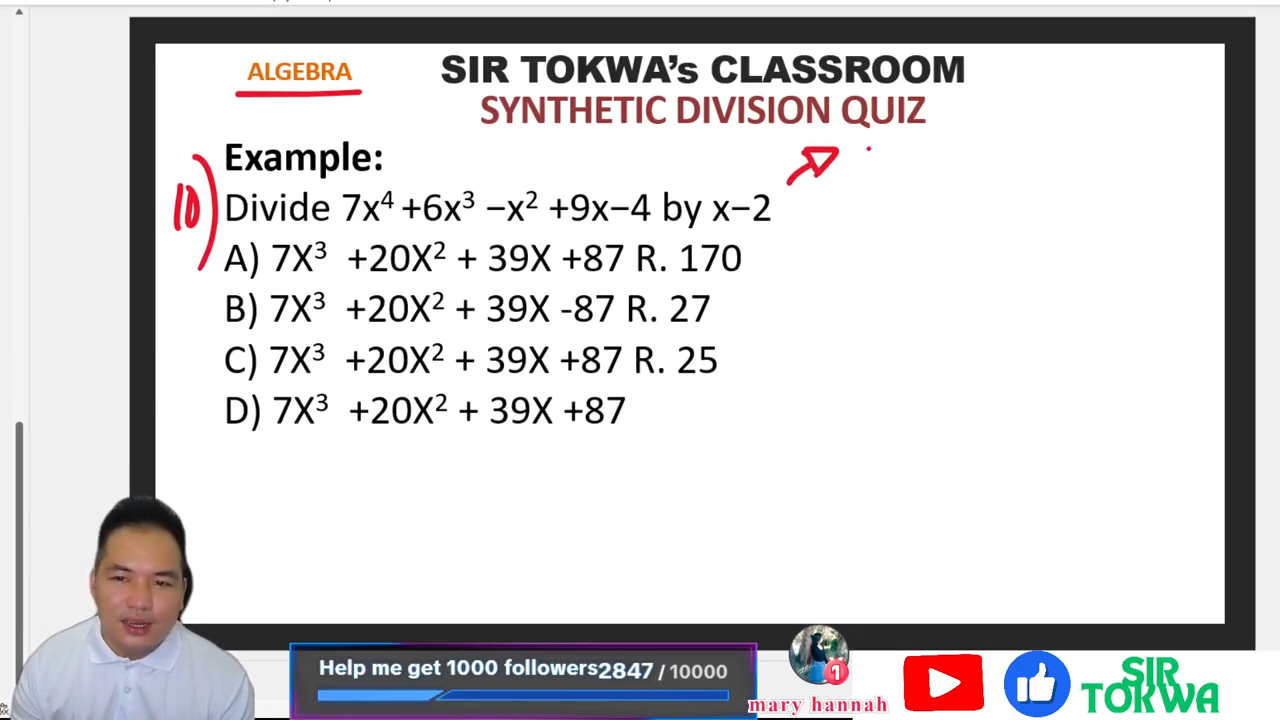 ALGEBRA
SIR TOKWA's CLASSROOM
SYNTHETIC DIVISION QUIZ
Example:
10)
Divide 7x⁴ +6x³ −x² +9x−4 by x−2
A) 7X³ +20X² + 39X +87 R. 170
B) 7X³ +20X² + 39X -87 R. 27
C) 7X³ +20X² + 39X +87 R. 25
D) 7X³ +20X² + 39X +87
Help me get 1000 followers2847 / 10000
1
mary hannah
SIR
TOKWA